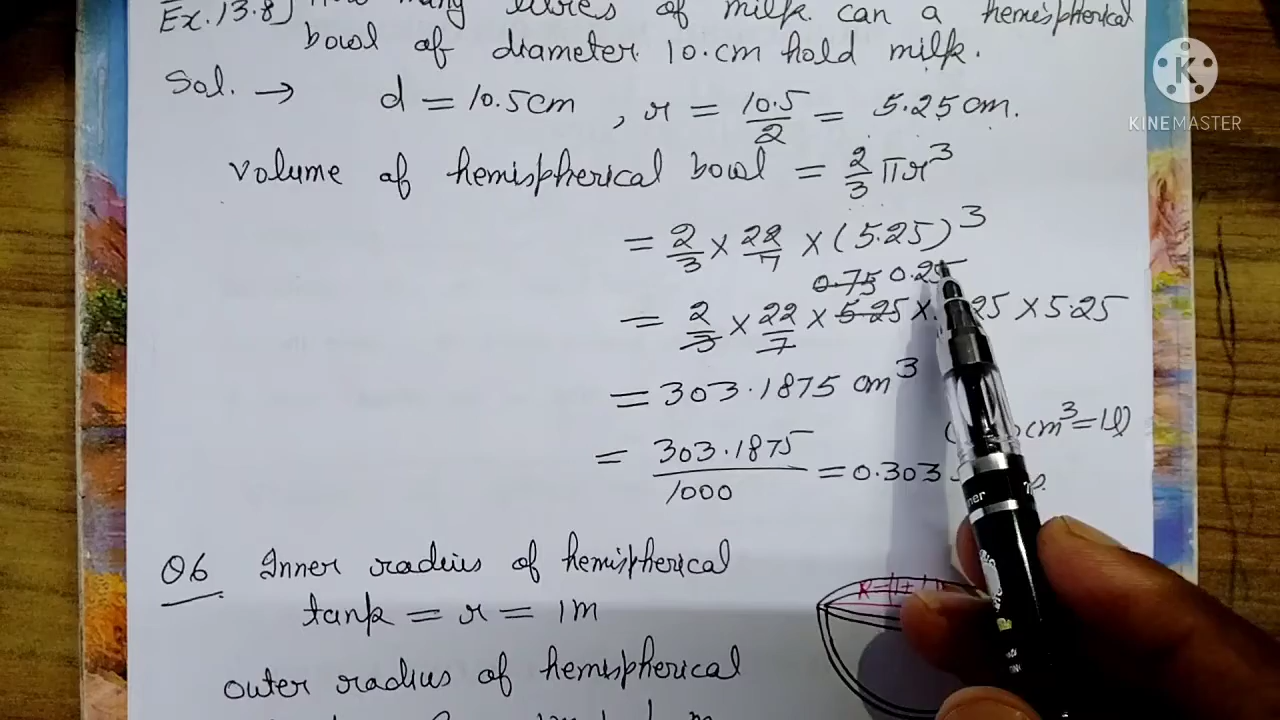 Ex.13.8) How many litres of milk can a hemispherical
bowl of diameter 10.cm hold milk.
Sol. → d = 10.5cm , r = 10.5/2 = 5.25cm.
Volume of hemispherical bowl = 2/3 πr³
= 2/3 × 22/7 × (5.25)³
0.75 0.25
= 2/3 × 22/7 × 5.25 × 25 × 5.25
= 303.1875 cm³
cm³=1l)
= 303.1875/1000 = 0.303
Q6 Inner radius of hemispherical
tank = r = 1m
outer radius of hemispherical
K
KINEMASTER